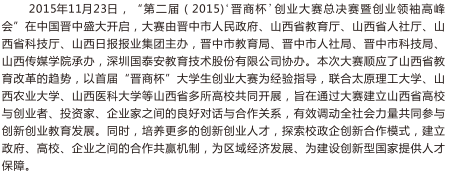 2015年11月23日，“第二届（2015)‘晋商杯’创业大赛总决赛暨创业领袖高峰
会”在中国晋中盛大开启，大赛由晋中市人民政府、山西省教育厅、山西省人社厅、山
西省科技厅、山西日报报业集团主办，晋中市教育局、晋中市人社局、晋中市科技局、
山西传媒学院承办，深圳国泰安教育技术股份有限公司协办。本次大赛顺应了山西省教
育改革的趋势，以首届“晋商杯”大学生创业大赛为经验指导，联合太原理工大学、山
西农业大学、山西医科大学等山西省多所高校共同开展，旨在通过大赛建立山西省高校
与创业者、投资家、企业家之间的良好对话与合作关系，有效调动全社会力量共同参与
创新创业教育发展。同时，培养更多的创新创业人才，探索校政企创新合作模式，建立
政府、高校、企业之间的合作共赢机制，为区域经济发展、为建设创新型国家提供人才
保障。